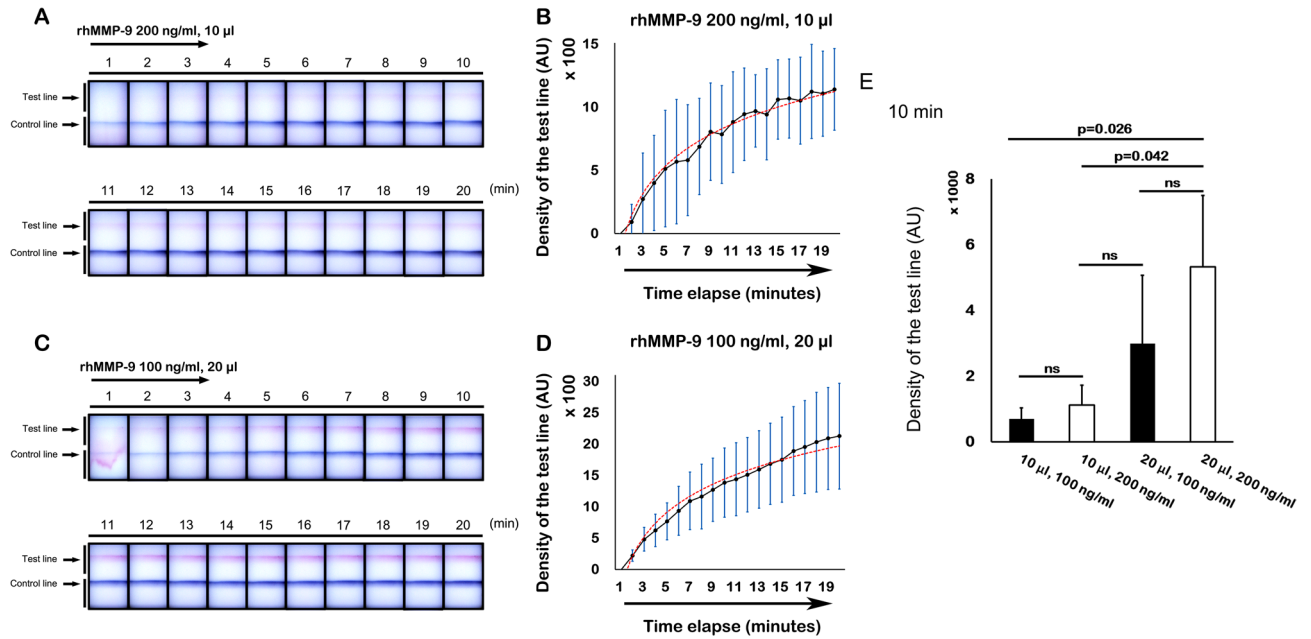 A
rhMMP-9 200 ng/ml, 10 µl
1 2 3 4 5 6 7 8 9 10
Test line
Control line
11 12 13 14 15 16 17 18 19 20 (min)
Test line
Control line
B
rhMMP-9 200 ng/ml, 10 µl
Density of the test line (AU)
x 100
15
10
5
0
1 3 5 7 9 11 13 15 17 19
Time elapse (minutes)
C
rhMMP-9 100 ng/ml, 20 µl
1 2 3 4 5 6 7 8 9 10
Test line
Control line
11 12 13 14 15 16 17 18 19 20 (min)
Test line
Control line
D
rhMMP-9 100 ng/ml, 20 µl
Density of the test line (AU)
x 100
30
25
20
15
10
5
0
1 3 5 7 9 11 13 15 17 19
Time elapse (minutes)
E
10 min
p=0.026
p=0.042
ns
ns
ns
Density of the test line (AU)
x 1000
8
6
4
2
0
10 µl, 100 ng/ml
10 µl, 200 ng/ml
20 µl, 100 ng/ml
20 µl, 200 ng/ml